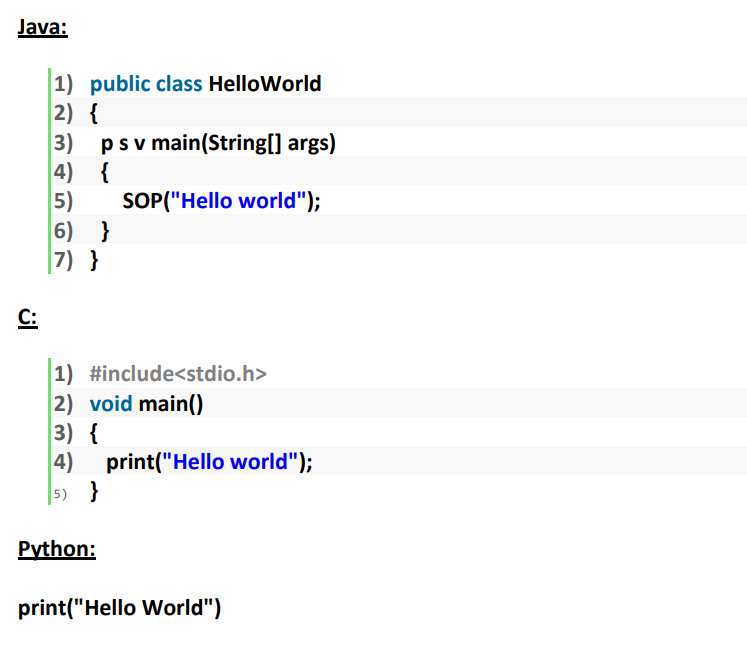 Java:
1) public class HelloWorld
2) {
3) p s v main(String[] args)
4) {
5) SOP("Hello world");
6) }
7) }
C:
1) #include<stdio.h>
2) void main()
3) {
4) print("Hello world");
5) }
Python:
print("Hello World")